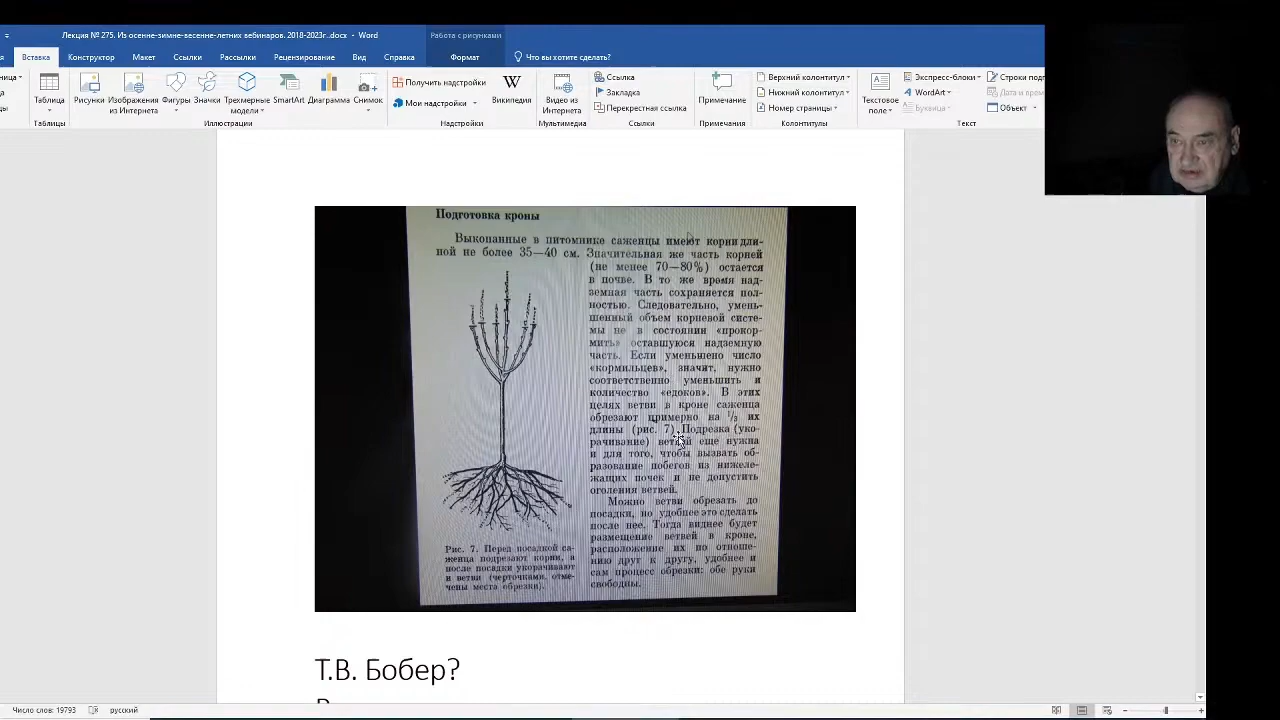 Лекция № 275. Из осенне-зимне-весенне-летних вебинаров. 2018-2023г..docx - Word
Работа с рисунками
Вставка Конструктор Макет Ссылки Рассылки Рецензирование Вид Справка Формат Что вы хотите сделать?
Таблица
Таблицы
Рисунки
Изображения из Интернета
Фигуры
Значки
Трехмерные модели
SmartArt
Диаграмма
Снимок
Иллюстрации
Получить надстройки
Мои надстройки
Википедия
Надстройки
Видео из Интернета
Мультимедиа
Ссылка
Закладка
Перекрестная ссылка
Ссылки
Примечание
Примечания
Верхний колонтитул
Нижний колонтитул
Номер страницы
Колонтитулы
Текстовое поле
Экспресс-блоки
WordArt
Буквица
Объект
Текст
Подготовка кроны
Выкопанные в питомнике саженцы имеют корни дли-
ной не более 35—40 см. Значительная же часть корней
(не менее 70—80%) остается
в почве. В то же время над-
земная часть сохраняется пол-
ностью. Следовательно, умень-
шенный объем корневой систе-
мы не в состоянии «прокор-
мить» оставшуюся надземную
часть. Если уменьшено число
«кормильцев», значит, нужно
соответственно уменьшить и
количество «едоков». В этих
целях ветви в кроне саженца
обрезают примерно на 1/3 их
длины (рис. 7). Подрезка (уко-
рачивание) ветвей еще нужна
и для того, чтобы вызвать об-
разование побегов из нижеле-
жащих почек и не допустить
оголения ветвей.
Можно ветви обрезать до
посадки, но удобнее это сделать
после нее. Тогда виднее будет
размещение ветвей в кроне,
расположение их по отноше-
нию друг к другу, удобнее и
сам процесс обрезки: обе руки
свободны.
Рис. 7. Перед посадкой са-
женца подрезают корни, а
после посадки укорачивают
и ветви (черточками, отме-
чены места обрезки).
Т.В. Бобер?
Число слов: 19793 русский